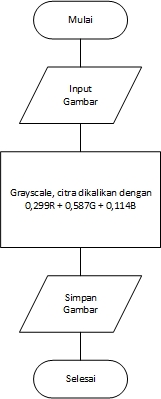 Mulai
Input
Gambar
Grayscale, citra dikalikan dengan
0,299R + 0,587G + 0,114B
Simpan
Gambar
Selesai